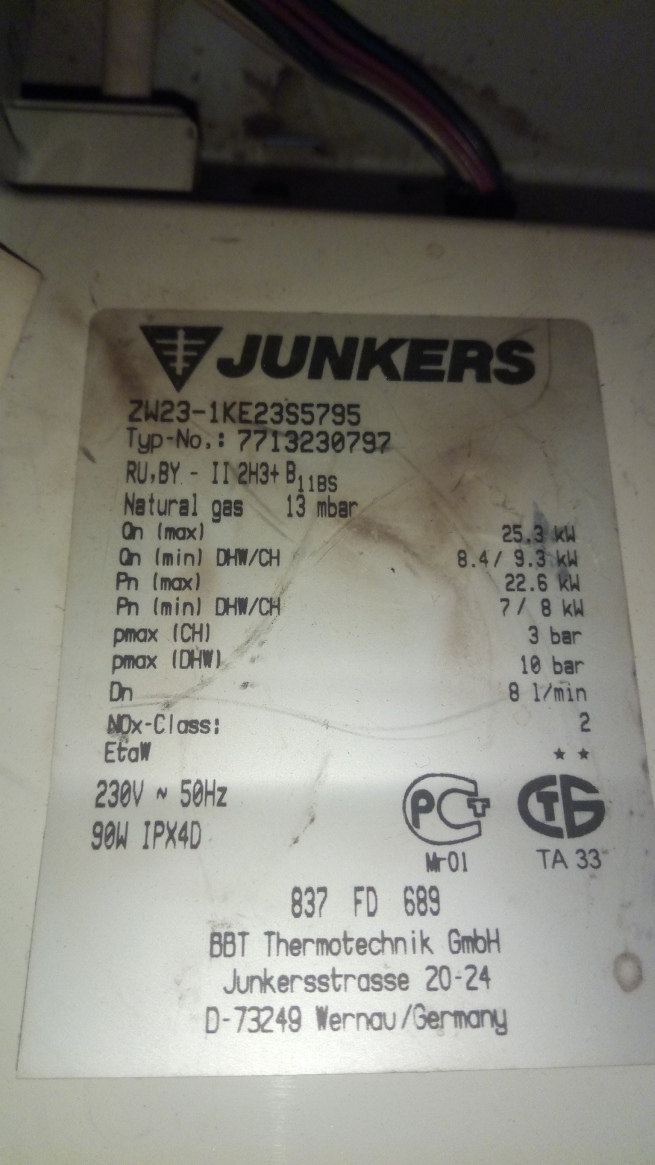 JUNKERS
ZW23-1KE23S5795
Typ-No.: 7713230797
RU,BY - II 2H3+ B11BS
Natural gas 13 mbar
Qn (max) 25.3 kW
Qn (min) DHW/CH 8.4/ 9.3 kW
Pn (max) 22.6 kW
Pn (min) DHW/CH 7/ 8 kW
pmax (CH) 3 bar
pmax (DHW) 10 bar
Dn 8 l/min
NOx-Class: 2
EtaW ★ ★
230V ~ 50Hz
90W IPX4D
РСТ СТБ
Mr01 TA 33
837 FD 689
BBT Thermotechnik GmbH
Junkersstrasse 20-24
D-73249 Wernau/Germany